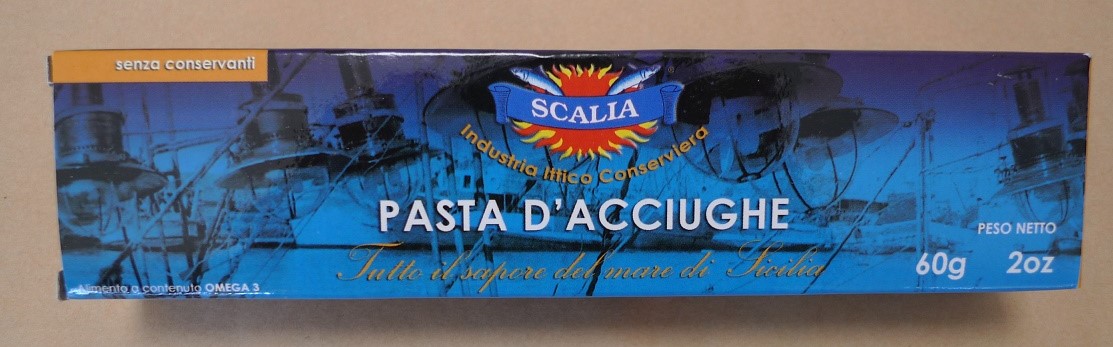 senza conservanti
SCALIA
®
Industria Ittico Conserviera
PASTA D'ACCIUGHE
Tutto il sapore del mare di Sicilia
PESO NETTO
60g 2oz
Alimento a contenuto OMEGA 3